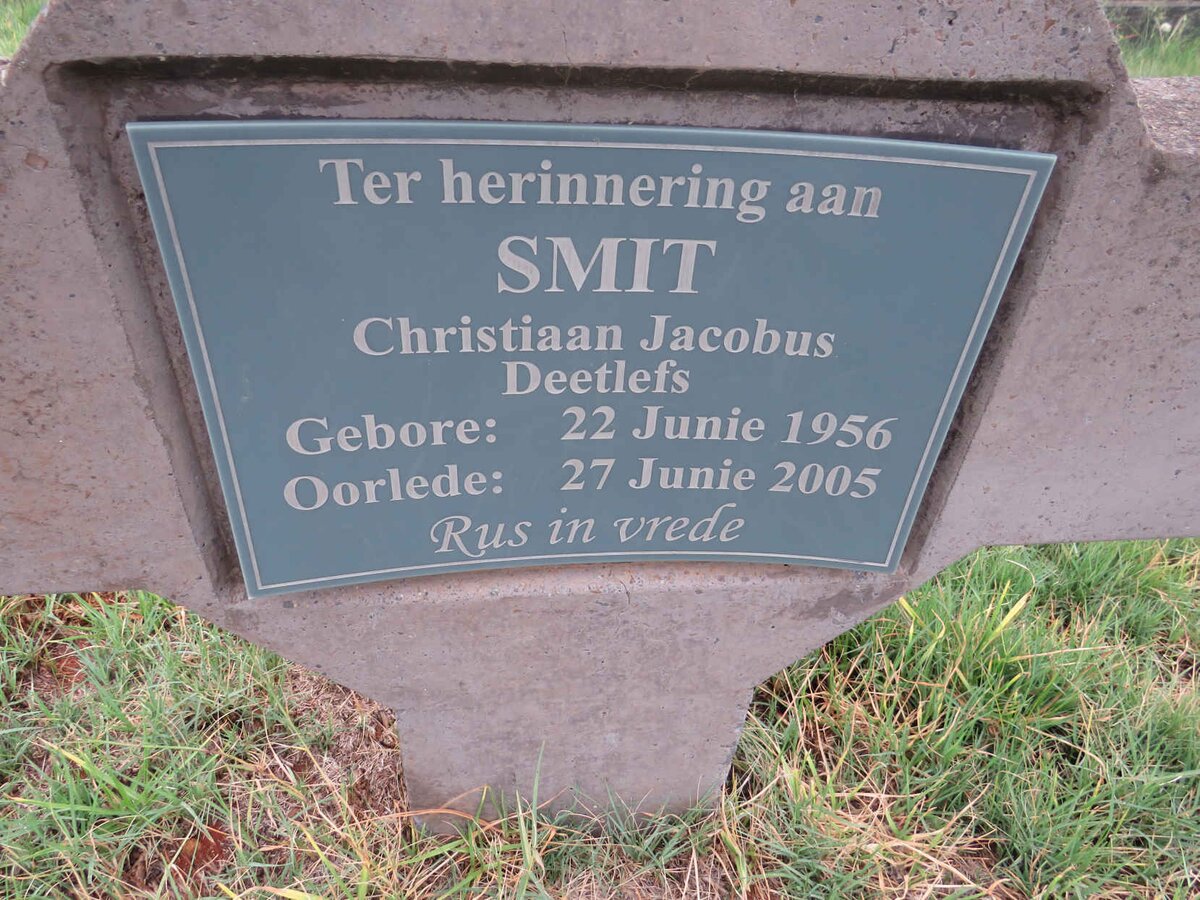 Ter herinnering aan
SMIT
Christiaan Jacobus
Deetlefs
Gebore: 22 Junie 1956
Oorlede: 27 Junie 2005
Rus in vrede